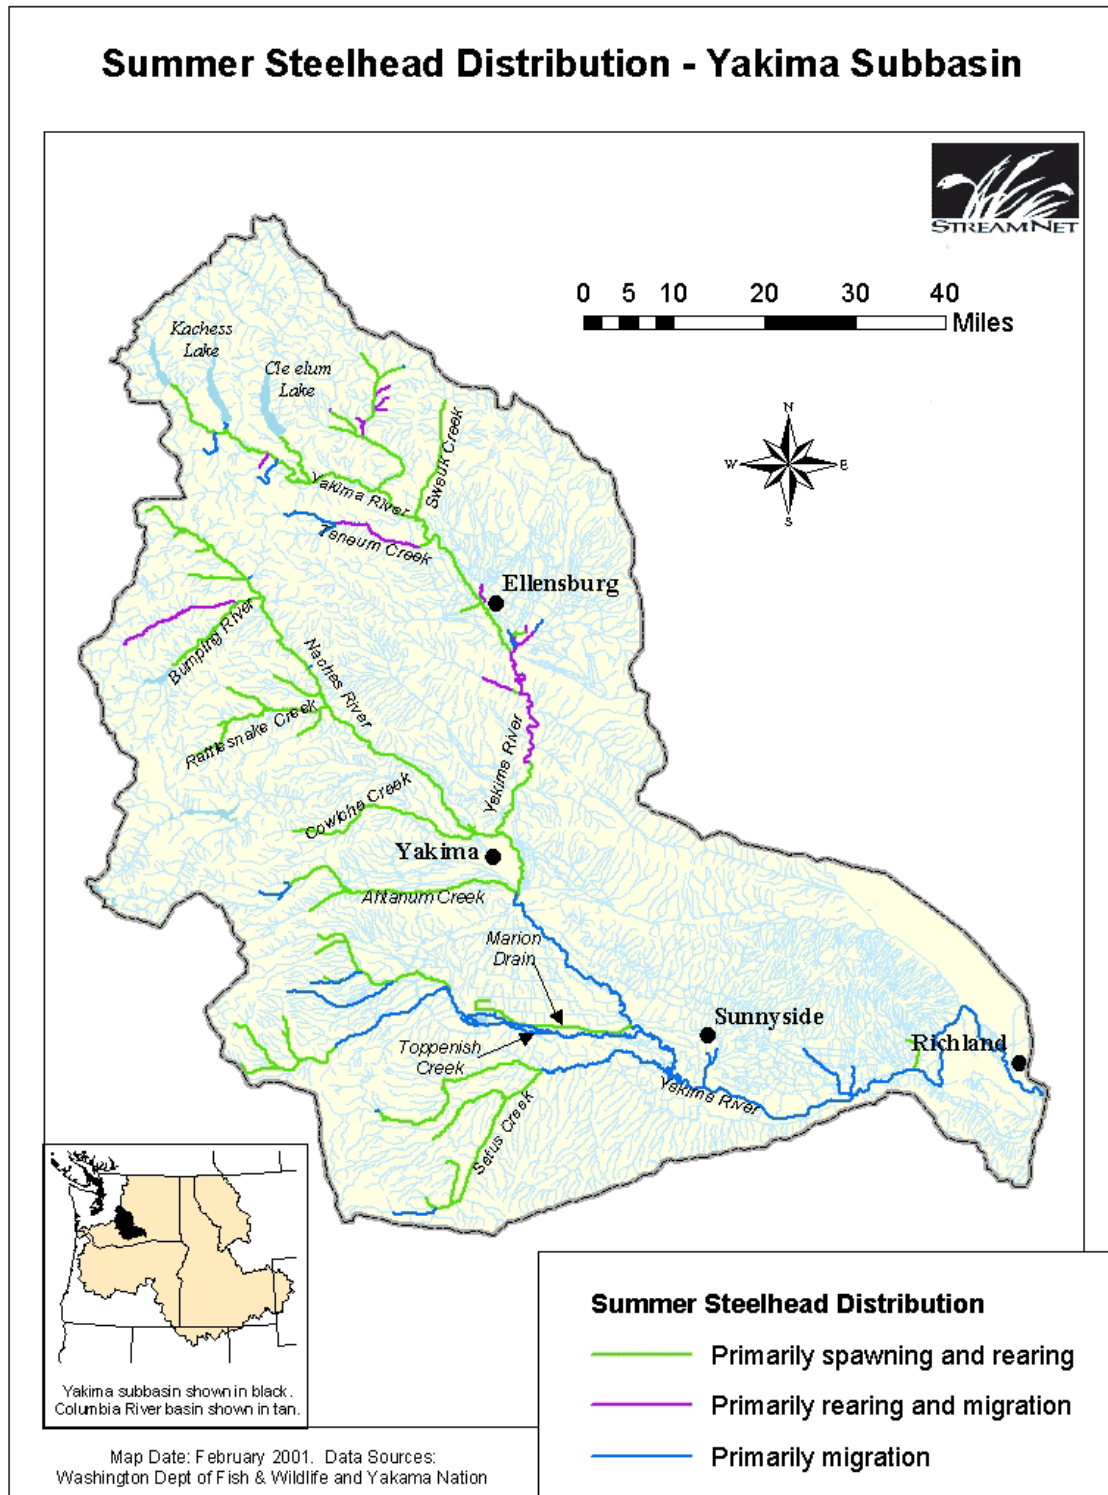 Summer Steelhead Distribution - Yakima Subbasin
STREAMNET
0 5 10 20 30 40
Miles
Kachess
Lake
Cle elum
Lake
Swauk Creek
Yakima River
Teneum Creek
N
W E
S
Ellensburg
Bumping River
Naches River
Rattlesnake Creek
Yakima River
Cowiche Creek
Yakima
Ahtanum Creek
Marion
Drain
Sunnyside
Richland
Toppenish
Creek
Yakima River
Satus Creek
Yakima subbasin shown in black.
Columbia River basin shown in tan.
Summer Steelhead Distribution
Primarily spawning and rearing
Primarily rearing and migration
Primarily migration
Map Date: February 2001. Data Sources:
Washington Dept of Fish & Wildlife and Yakama Nation